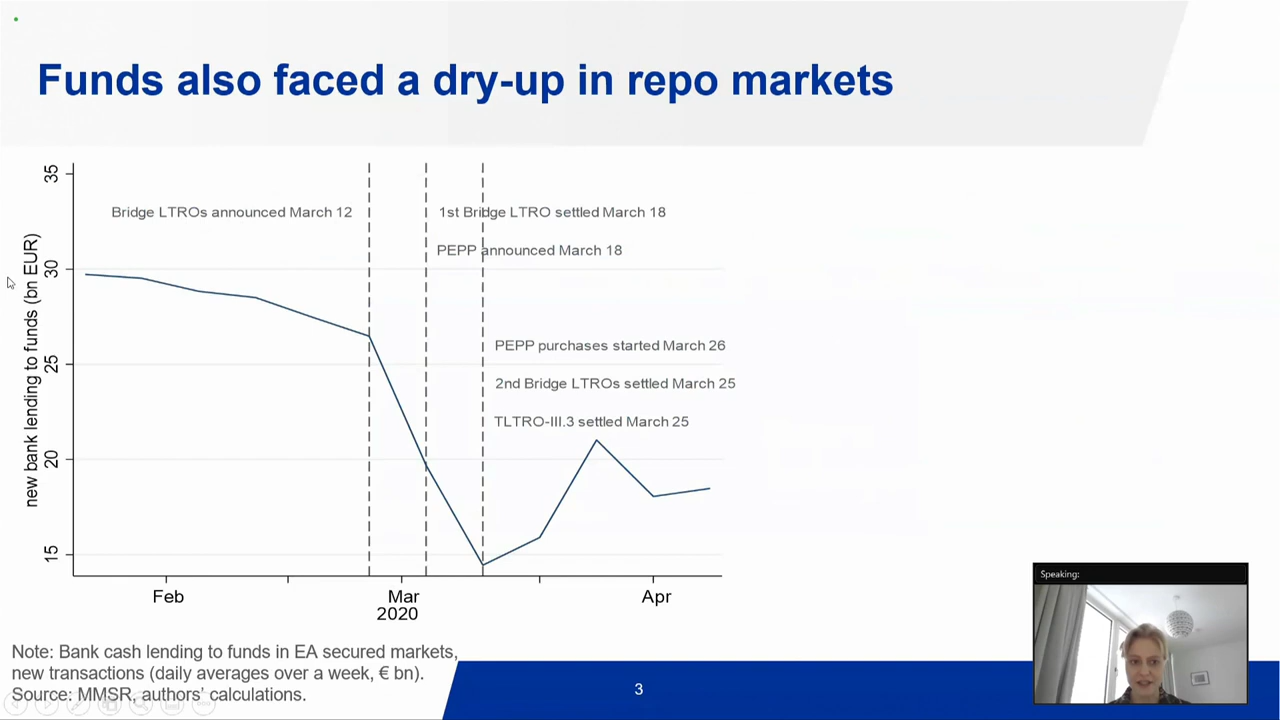 Funds also faced a dry-up in repo markets
new bank lending to funds (bn EUR)
35
30
25
20
15
Bridge LTROs announced March 12
1st Bridge LTRO settled March 18
PEPP announced March 18
PEPP purchases started March 26
2nd Bridge LTROs settled March 25
TLTRO-III.3 settled March 25
Feb
Mar
Apr
2020
Note: Bank cash lending to funds in EA secured markets,
new transactions (daily averages over a week, € bn).
Source: MMSR, authors' calculations.
3
Speaking: